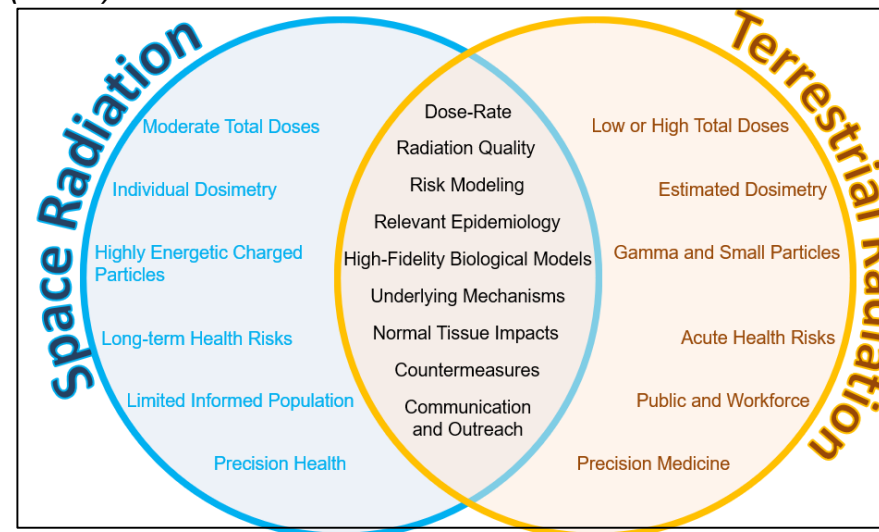 Space Radiation
Terrestrial Radiation
Moderate Total Doses
Individual Dosimetry
Highly Energetic Charged
Particles
Long-term Health Risks
Limited Informed Population
Precision Health
Dose-Rate
Radiation Quality
Risk Modeling
Relevant Epidemiology
High-Fidelity Biological Models
Underlying Mechanisms
Normal Tissue Impacts
Countermeasures
Communication
and Outreach
Low or High Total Doses
Estimated Dosimetry
Gamma and Small Particles
Acute Health Risks
Public and Workforce
Precision Medicine